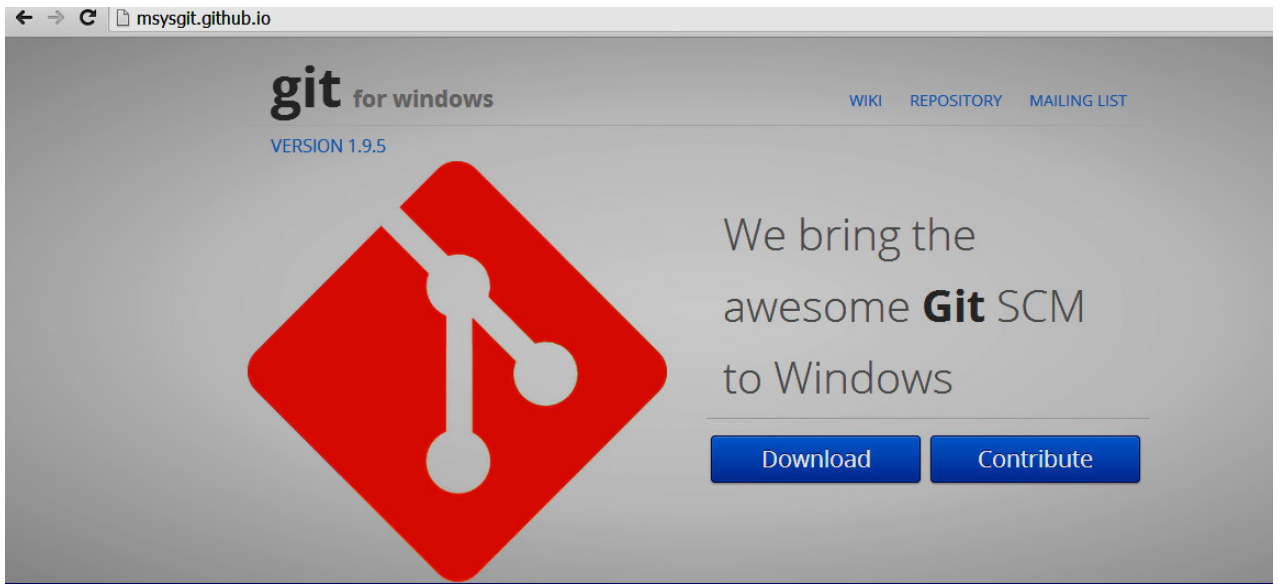 msysgit.github.io
git for windows
WIKI REPOSITORY MAILING LIST
VERSION 1.9.5
We bring the
awesome Git SCM
to Windows
Download Contribute